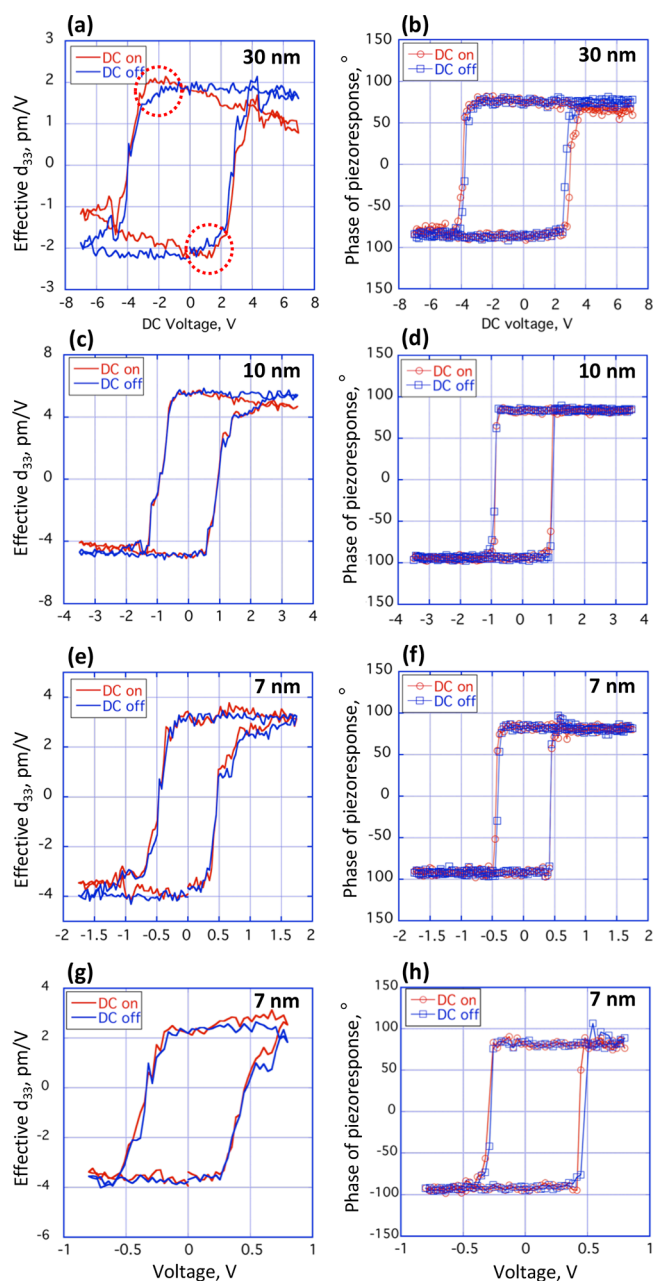 (a)
Effective d33, pm/V
3
2
1
0
-1
-2
-3
DC on
DC off
30 nm
-8 -6 -4 -2 0 2 4 6 8
DC Voltage, V
(b)
Phase of piezoresponse, °
150
100
50
0
-50
100
150
DC on
DC off
30 nm
-8 -6 -4 -2 0 2 4 6 8
DC voltage, V
(c)
Effective d33, pm/V
8
4
0
-4
-8
DC on
DC off
10 nm
-4 -3 -2 -1 0 1 2 3 4
(d)
Phase of piezoresponse, °
150
100
50
0
-50
100
150
DC on
DC off
10 nm
-4 -3 -2 -1 0 1 2 3 4
(e)
Effective d33, pm/V
4
2
0
-2
-4
DC on
DC off
7 nm
-2 -1.5 -1 -0.5 0 0.5 1 1.5 2
(f)
Phase of piezoresponse, °
150
100
50
0
-50
100
150
DC on
DC off
7 nm
-2 -1.5 -1 -0.5 0 0.5 1 1.5 2
(g)
Effective d33, pm/V
4
2
0
-2
-4
-6
DC on
DC off
7 nm
-1 -0.5 0 0.5 1
Voltage, V
(h)
Phase of piezoresponse, °
150
100
50
0
-50
-100
-150
DC on
DC off
7 nm
-1 -0.5 0 0.5 1
Voltage, V